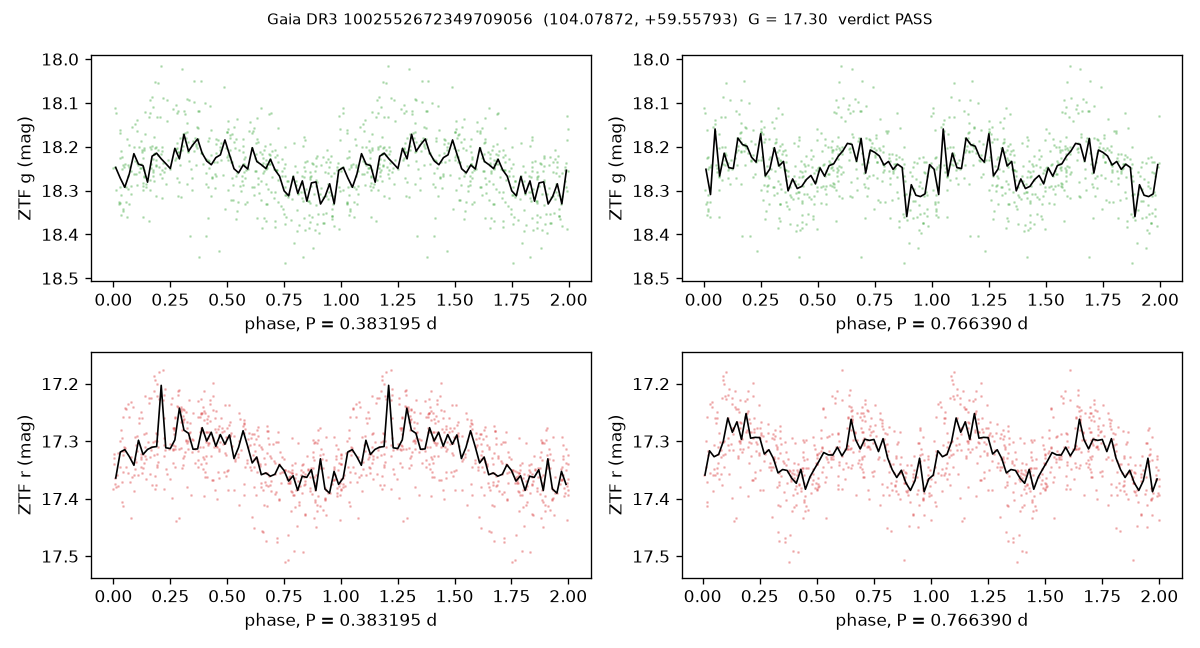 Gaia DR3 1002552672349709056 (104.07872, +59.55793) G = 17.30 verdict PASS
ZTF g (mag)
18.0
18.1
18.2
18.3
18.4
18.5
0.00 0.25 0.50 0.75 1.00 1.25 1.50 1.75 2.00
phase, P = 0.383195 d
ZTF g (mag)
18.0
18.1
18.2
18.3
18.4
18.5
0.00 0.25 0.50 0.75 1.00 1.25 1.50 1.75 2.00
phase, P = 0.766390 d
ZTF r (mag)
17.2
17.3
17.4
17.5
0.00 0.25 0.50 0.75 1.00 1.25 1.50 1.75 2.00
phase, P = 0.383195 d
ZTF r (mag)
17.2
17.3
17.4
17.5
0.00 0.25 0.50 0.75 1.00 1.25 1.50 1.75 2.00
phase, P = 0.766390 d